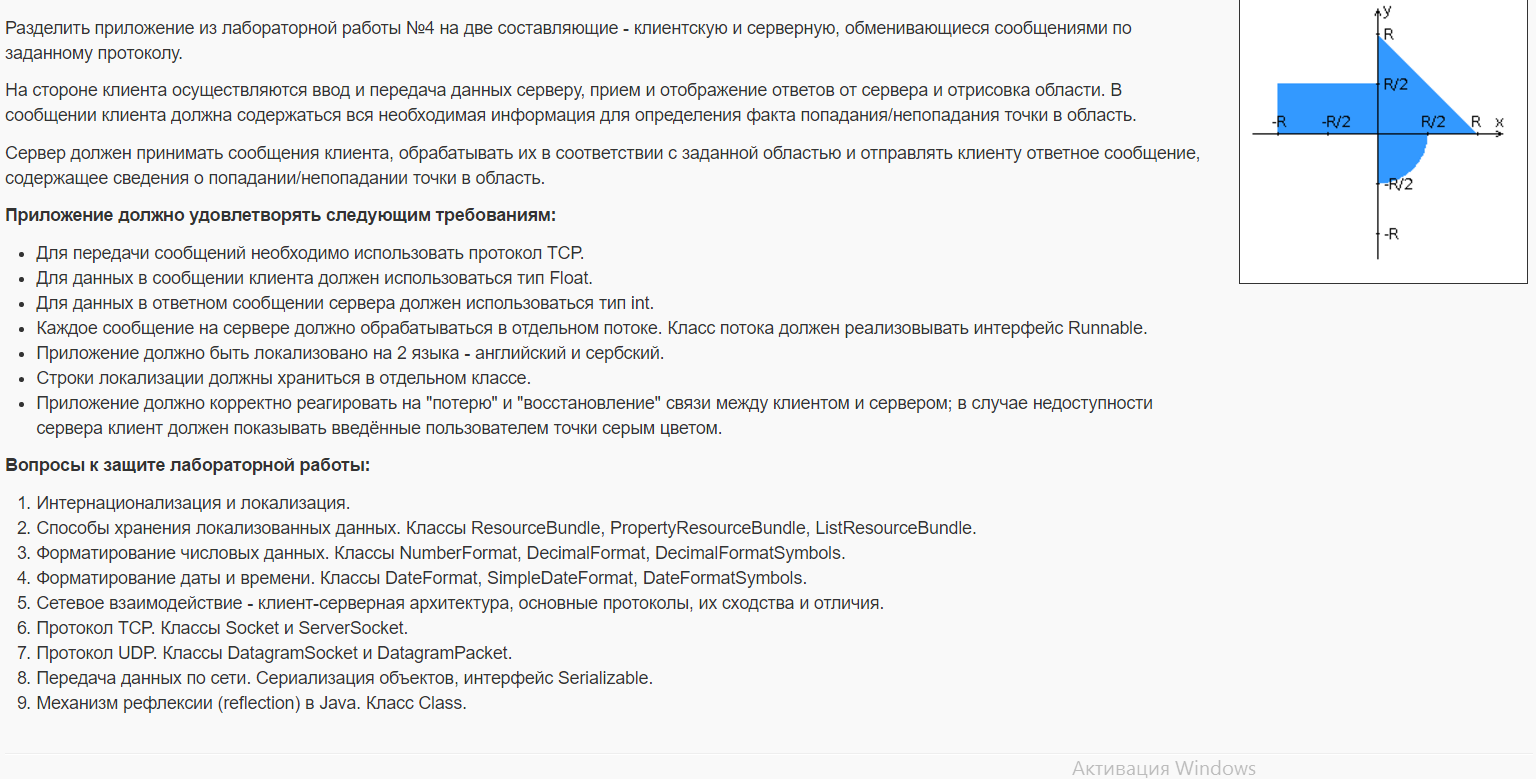 Разделить приложение из лабораторной работы №4 на две составляющие - клиентскую и серверную, обменивающиеся сообщениями по
заданному протоколу.
На стороне клиента осуществляются ввод и передача данных серверу, прием и отображение ответов от сервера и отрисовка области. В
сообщении клиента должна содержаться вся необходимая информация для определения факта попадания/непопадания точки в область.
Сервер должен принимать сообщения клиента, обрабатывать их в соответствии с заданной областью и отправлять клиенту ответное сообщение,
содержащее сведения о попадании/непопадании точки в область.
Приложение должно удовлетворять следующим требованиям:
• Для передачи сообщений необходимо использовать протокол TCP.
• Для данных в сообщении клиента должен использоваться тип Float.
• Для данных в ответном сообщении сервера должен использоваться тип int.
• Каждое сообщение на сервере должно обрабатываться в отдельном потоке. Класс потока должен реализовывать интерфейс Runnable.
• Приложение должно быть локализовано на 2 языка - английский и сербский.
• Строки локализации должны храниться в отдельном классе.
• Приложение должно корректно реагировать на "потерю" и "восстановление" связи между клиентом и сервером; в случае недоступности
сервера клиент должен показывать введённые пользователем точки серым цветом.
Вопросы к защите лабораторной работы:
1. Интернационализация и локализация.
2. Способы хранения локализованных данных. Классы ResourceBundle, PropertyResourceBundle, ListResourceBundle.
3. Форматирование числовых данных. Классы NumberFormat, DecimalFormat, DecimalFormatSymbols.
4. Форматирование даты и времени. Классы DateFormat, SimpleDateFormat, DateFormatSymbols.
5. Сетевое взаимодействие - клиент-серверная архитектура, основные протоколы, их сходства и отличия.
6. Протокол TCP. Классы Socket и ServerSocket.
7. Протокол UDP. Классы DatagramSocket и DatagramPacket.
8. Передача данных по сети. Сериализация объектов, интерфейс Serializable.
9. Механизм рефлексии (reflection) в Java. Класс Class.
y
R
R/2
-R -R/2 R/2 R x
-R/2
-R
Активация Windows